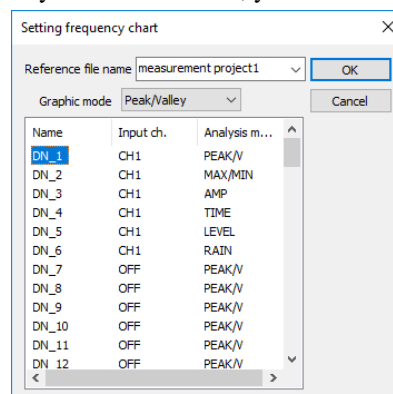 Setting frequency chart
Reference file name measurement project1 OK
Graphic mode Peak/Valley Cancel
Name Input ch. Analysis m...
DN_1 CH1 PEAK/V
DN_2 CH1 MAX/MIN
DN_3 CH1 AMP
DN_4 CH1 TIME
DN_5 CH1 LEVEL
DN_6 CH1 RAIN
DN_7 OFF PEAK/V
DN_8 OFF PEAK/V
DN_9 OFF PEAK/V
DN_10 OFF PEAK/V
DN_11 OFF PEAK/V
DN_12 OFF PEAK/V